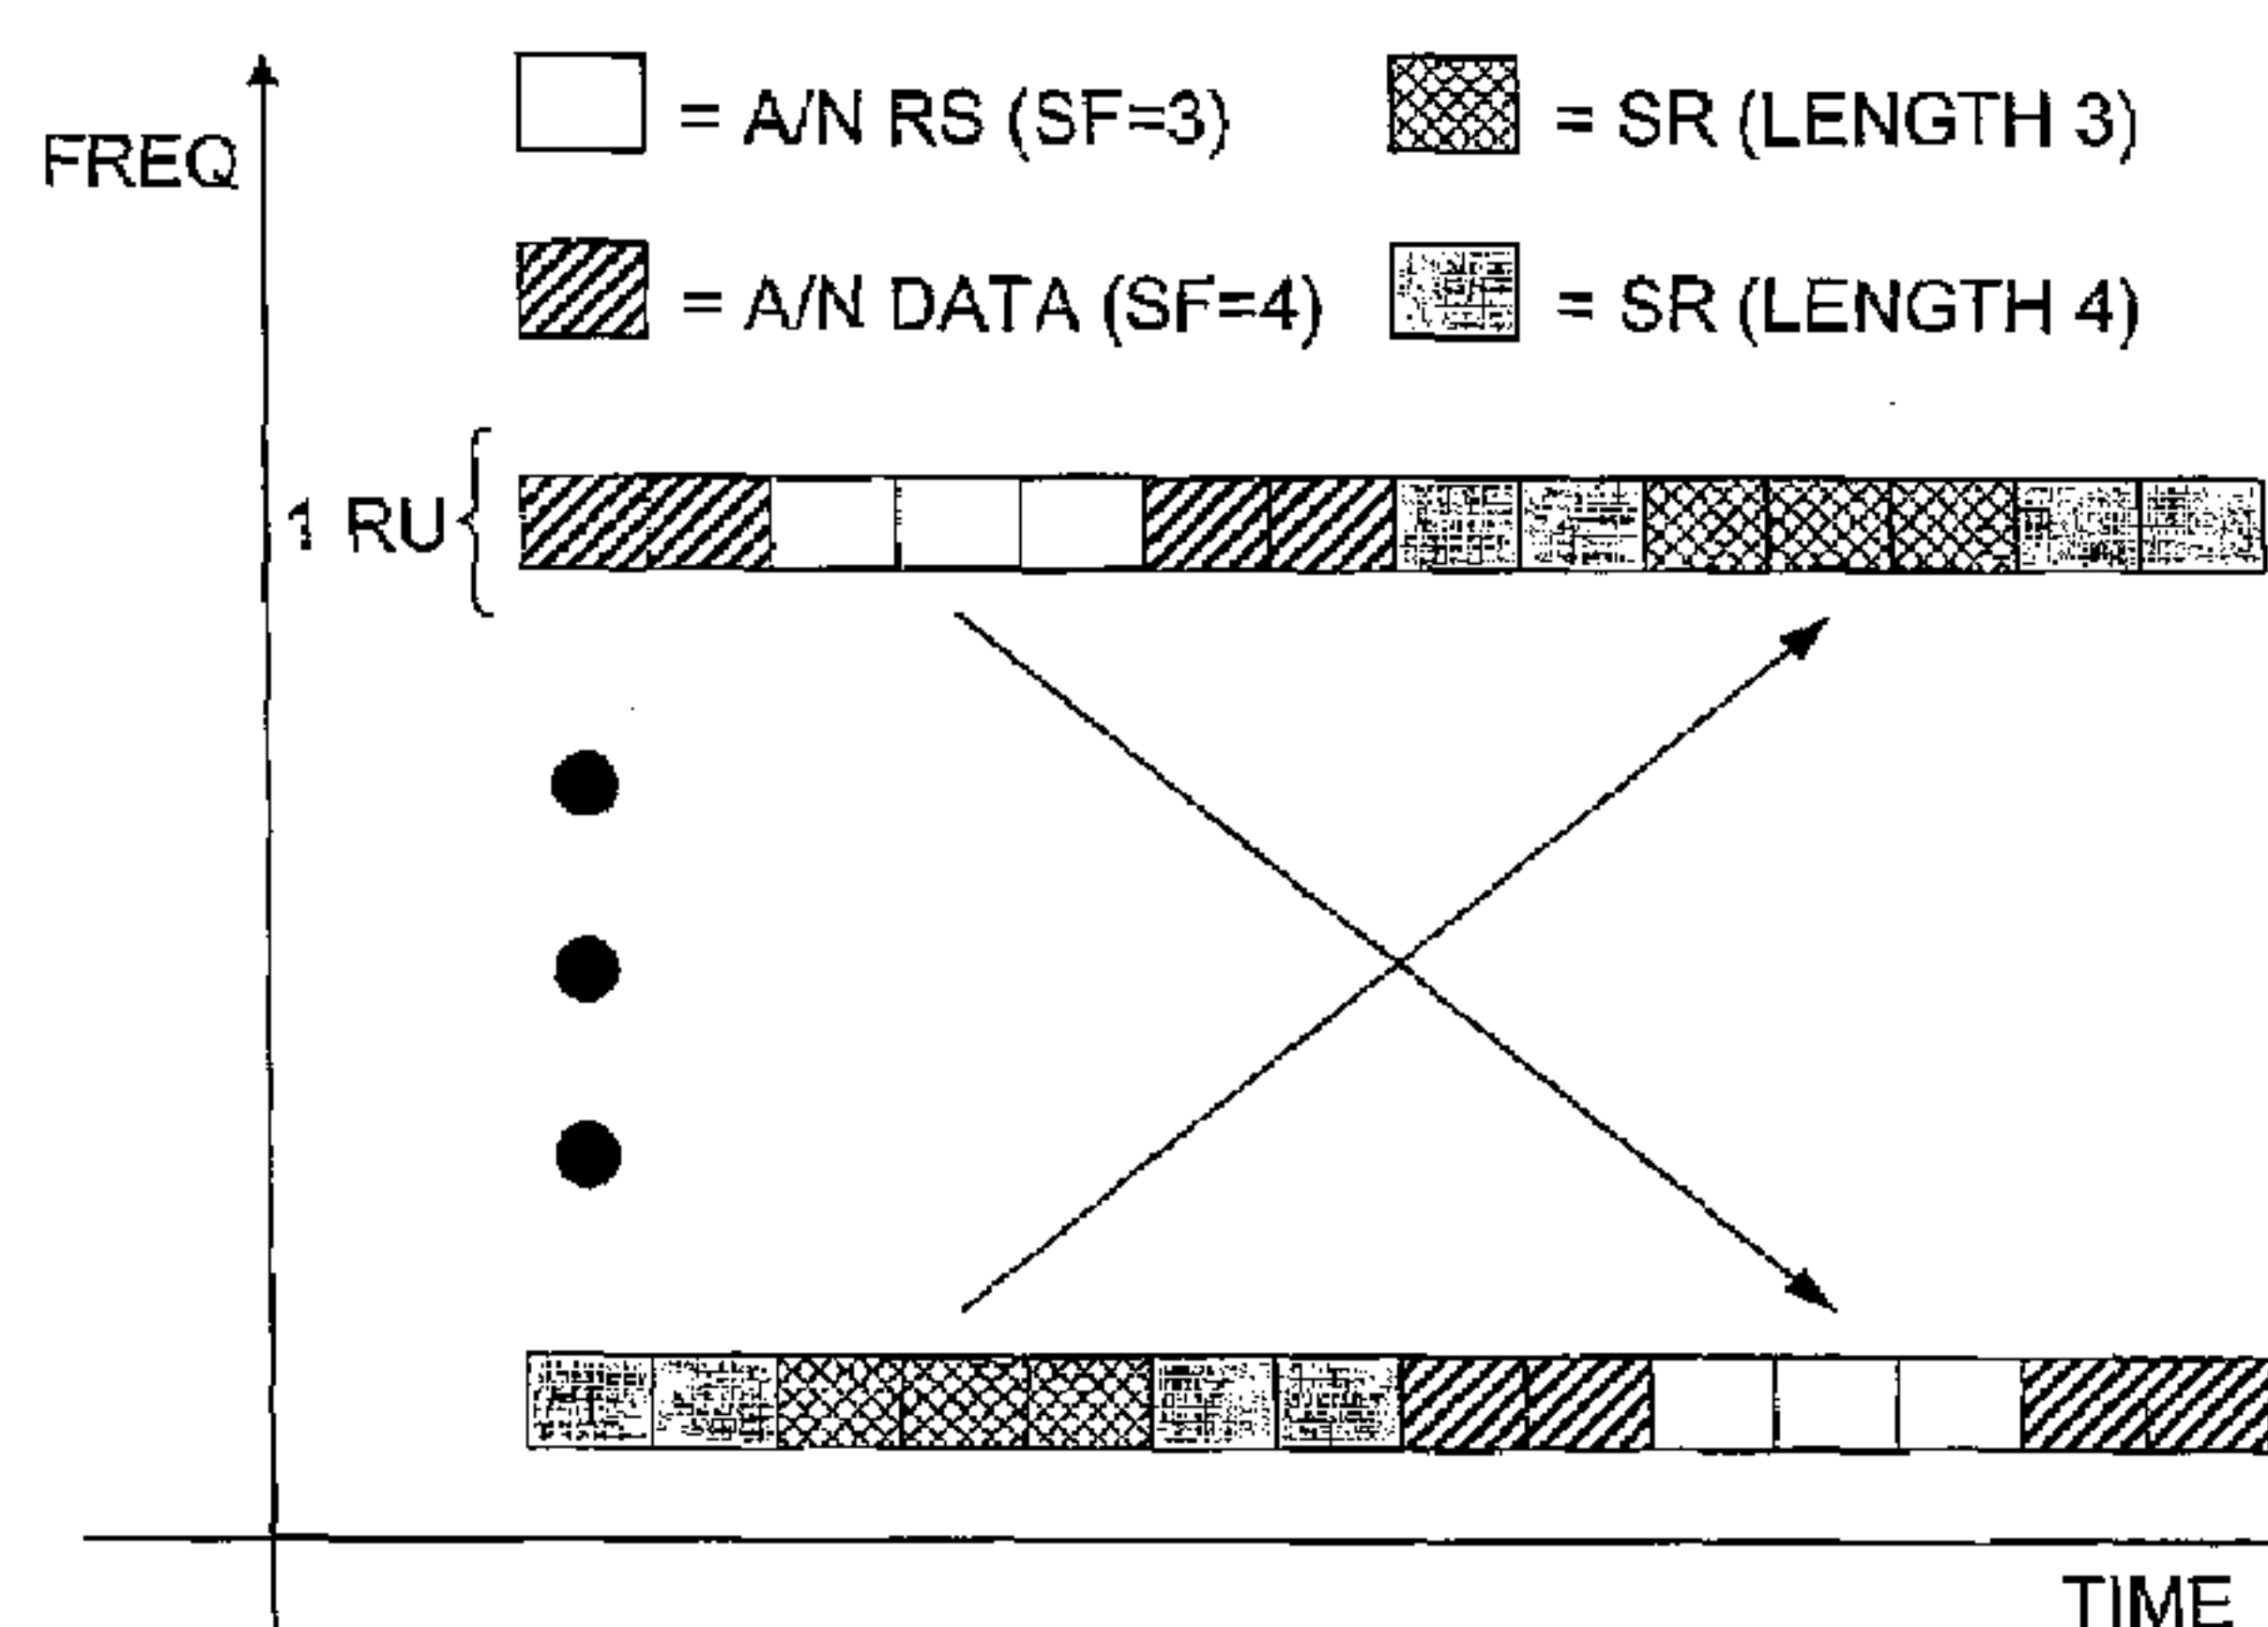 FREQ
= A/N RS (SF=3)
= SR (LENGTH 3)
= A/N DATA (SF=4)
= SR (LENGTH 4)
1 RU
TIME